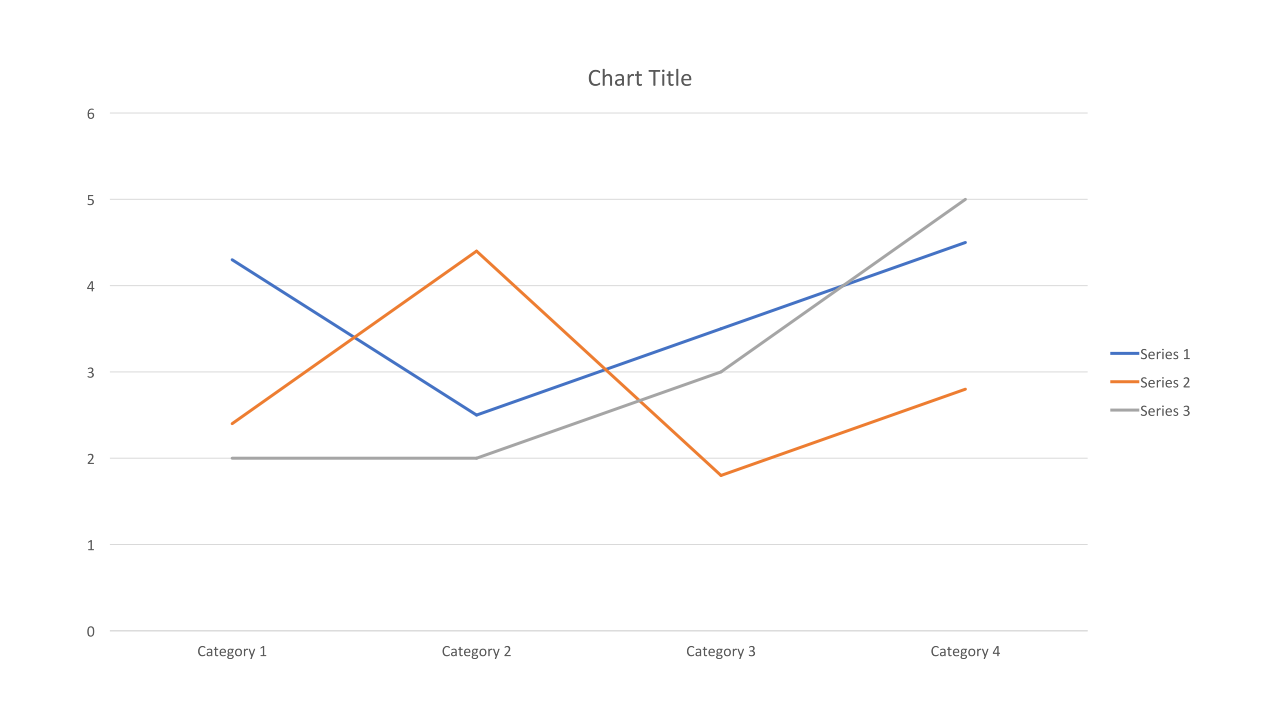 Chart Title
6
5
4
3
2
1
0
Category 1
Category 2
Category 3
Category 4
Series 1
Series 2
Series 3